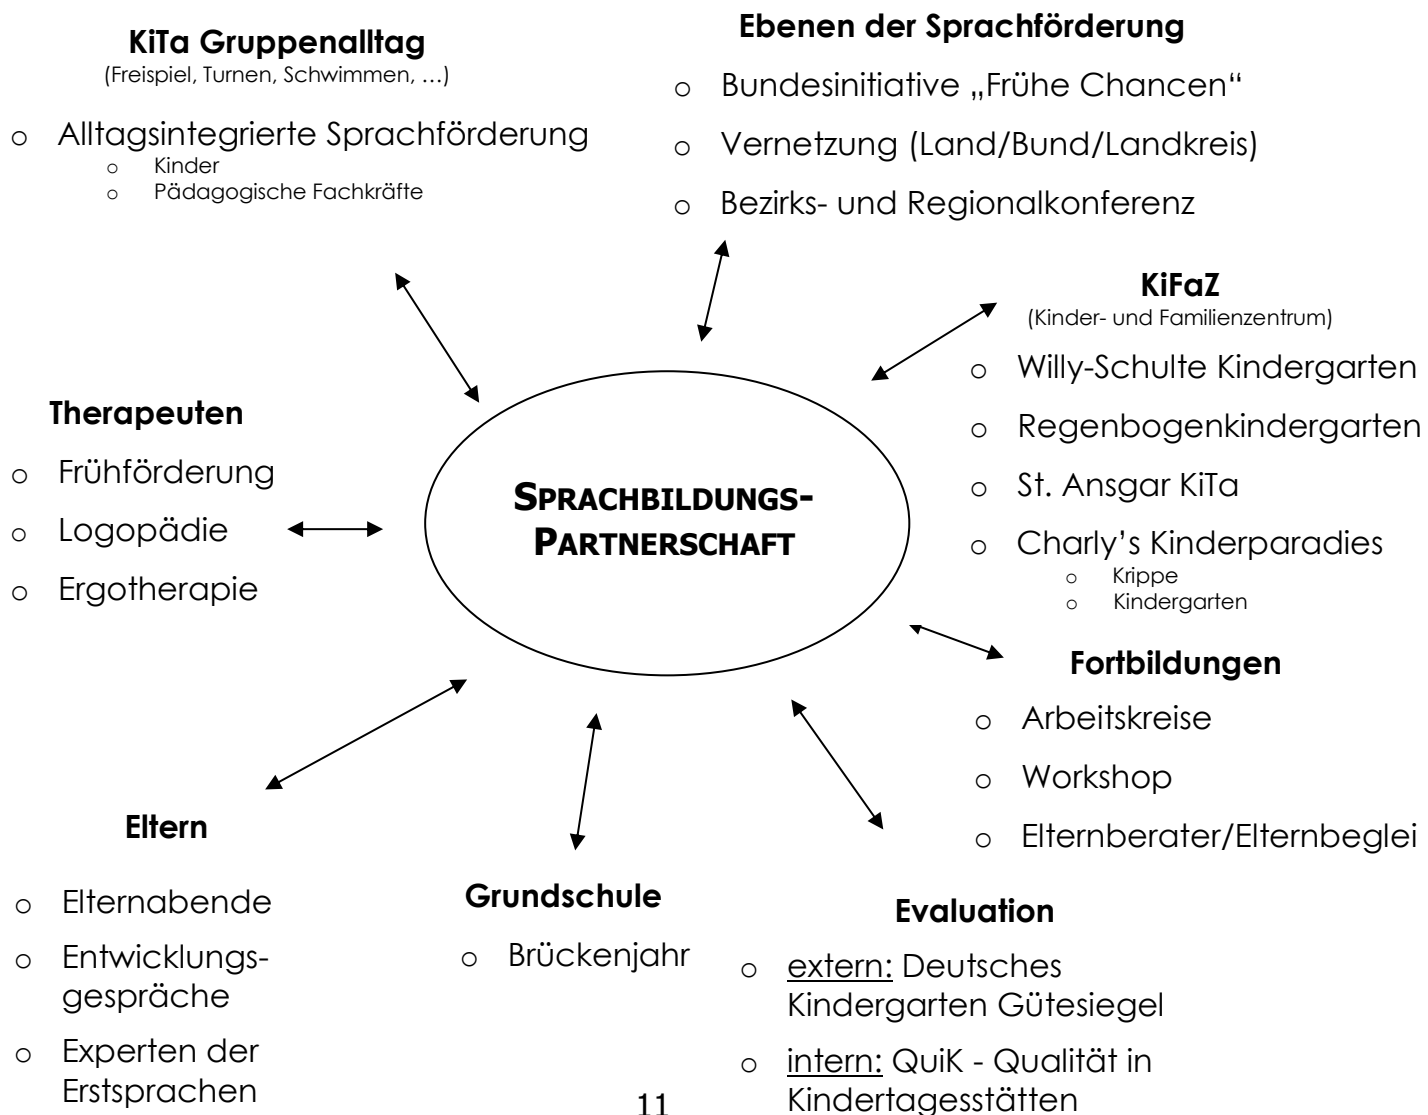 KiTa Gruppenalltag
(Freispiel, Turnen, Schwimmen, …)
o Alltagsintegrierte Sprachförderung
o Kinder
o Pädagogische Fachkräfte
Ebenen der Sprachförderung
o Bundesinitiative „Frühe Chancen“
o Vernetzung (Land/Bund/Landkreis)
o Bezirks- und Regionalkonferenz
KiFaZ
(Kinder- und Familienzentrum)
o Willy-Schulte Kindergarten
o Regenbogenkindergarten
o St. Ansgar KiTa
o Charly's Kinderparadies
o Krippe
o Kindergarten
Therapeuten
o Frühförderung
o Logopädie
o Ergotherapie
SPRACHBILDUNGS-
PARTNERSCHAFT
Fortbildungen
o Arbeitskreise
o Workshop
o Elternberater/Elternbeglei
Eltern
o Elternabende
o Entwicklungs-
gespräche
o Experten der
Erstsprachen
Grundschule
o Brückenjahr
Evaluation
o extern: Deutsches
Kindergarten Gütesiegel
o intern: QuiK - Qualität in
Kindertagesstätten
11